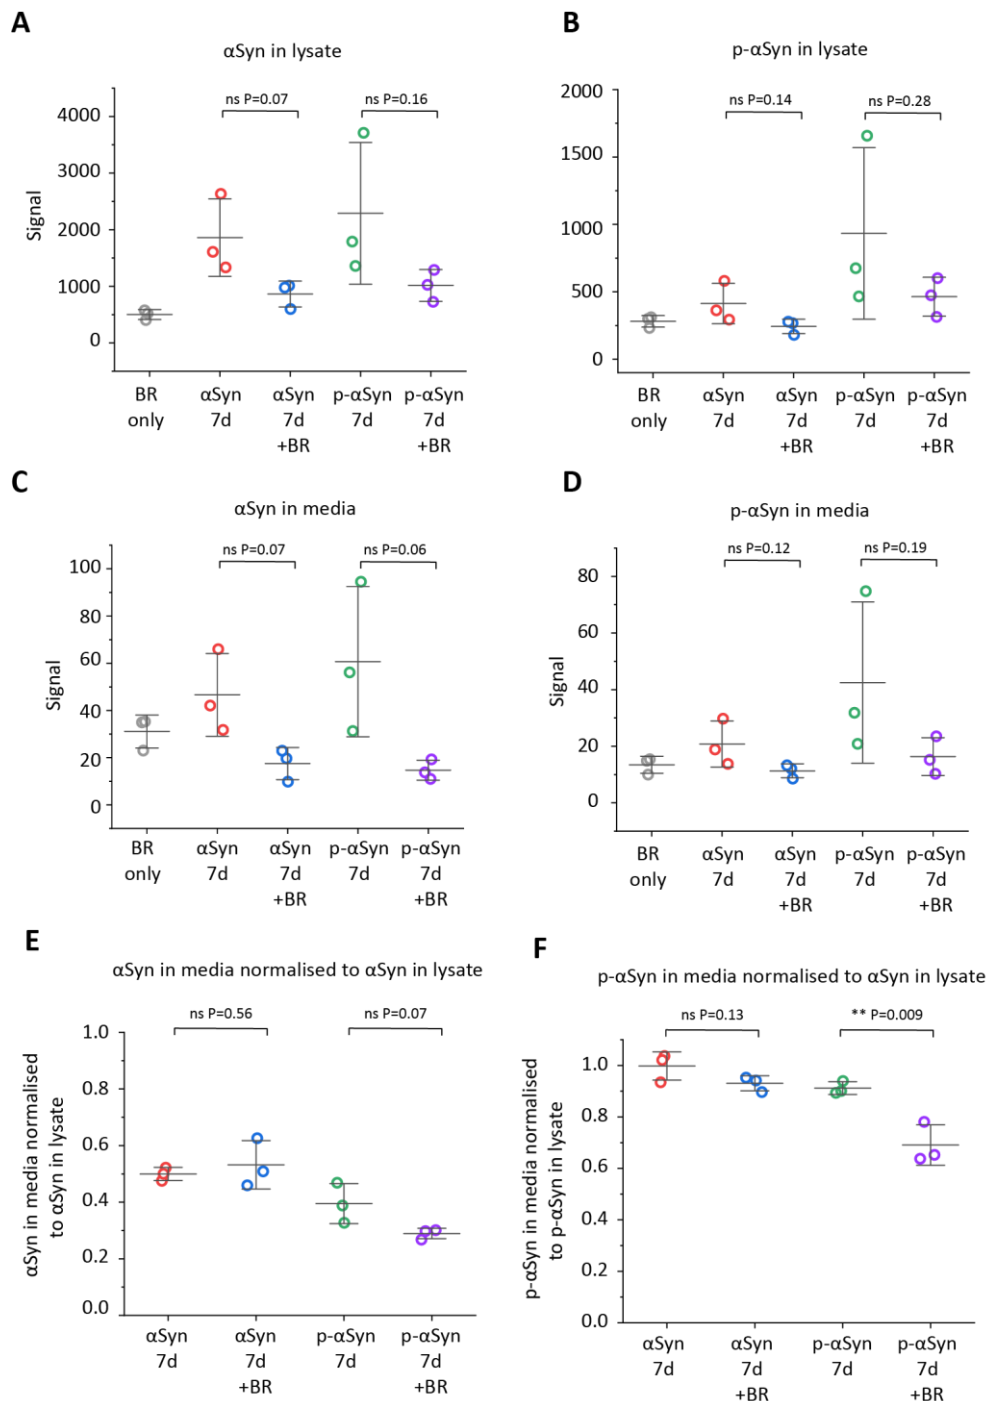 A
αSyn in lysate
ns P=0.07
ns P=0.16
Signal
4000
3000
2000
1000
0
BR only
αSyn 7d
αSyn 7d +BR
p-αSyn 7d
p-αSyn 7d +BR
B
p-αSyn in lysate
ns P=0.14
ns P=0.28
2000
1500
1000
500
0
BR only
αSyn 7d
αSyn 7d +BR
p-αSyn 7d
p-αSyn 7d +BR
C
αSyn in media
ns P=0.07
ns P=0.06
Signal
100
80
60
40
20
0
BR only
αSyn 7d
αSyn 7d +BR
p-αSyn 7d
p-αSyn 7d +BR
D
p-αSyn in media
ns P=0.12
ns P=0.19
Signal
80
60
40
20
0
BR only
αSyn 7d
αSyn 7d +BR
p-αSyn 7d
p-αSyn 7d +BR
E
αSyn in media normalised to αSyn in lysate
ns P=0.56
ns P=0.07
αSyn in media normalised
to αSyn in lysate
1.0
0.8
0.6
0.4
0.2
0.0
αSyn 7d
αSyn 7d +BR
p-αSyn 7d
p-αSyn 7d +BR
F
p-αSyn in media normalised to αSyn in lysate
ns P=0.13
** P=0.009
p-αSyn in media normalised
to p-αSyn in lysate
1.0
0.8
0.6
0.4
0.2
0.0
αSyn 7d
αSyn 7d +BR
p-αSyn 7d
p-αSyn 7d +BR